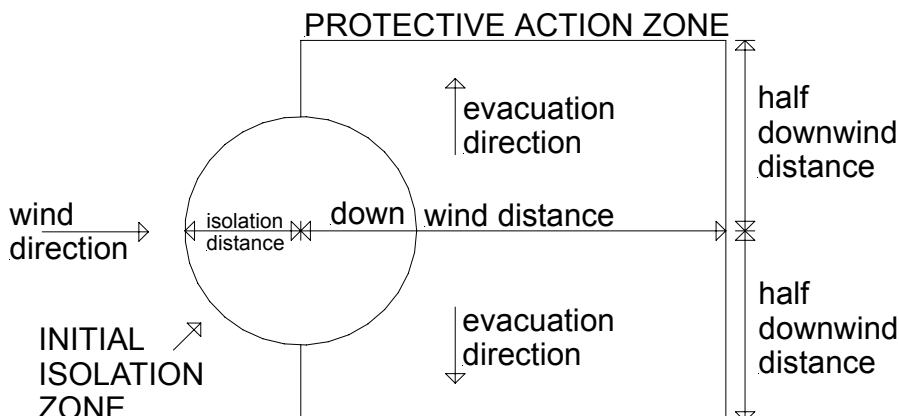 PROTECTIVE ACTION ZONE
evacuation
direction
half
downwind
distance
wind
direction
isolation
distance
down wind distance
evacuation
direction
half
downwind
distance
INITIAL
ISOLATION
ZONE